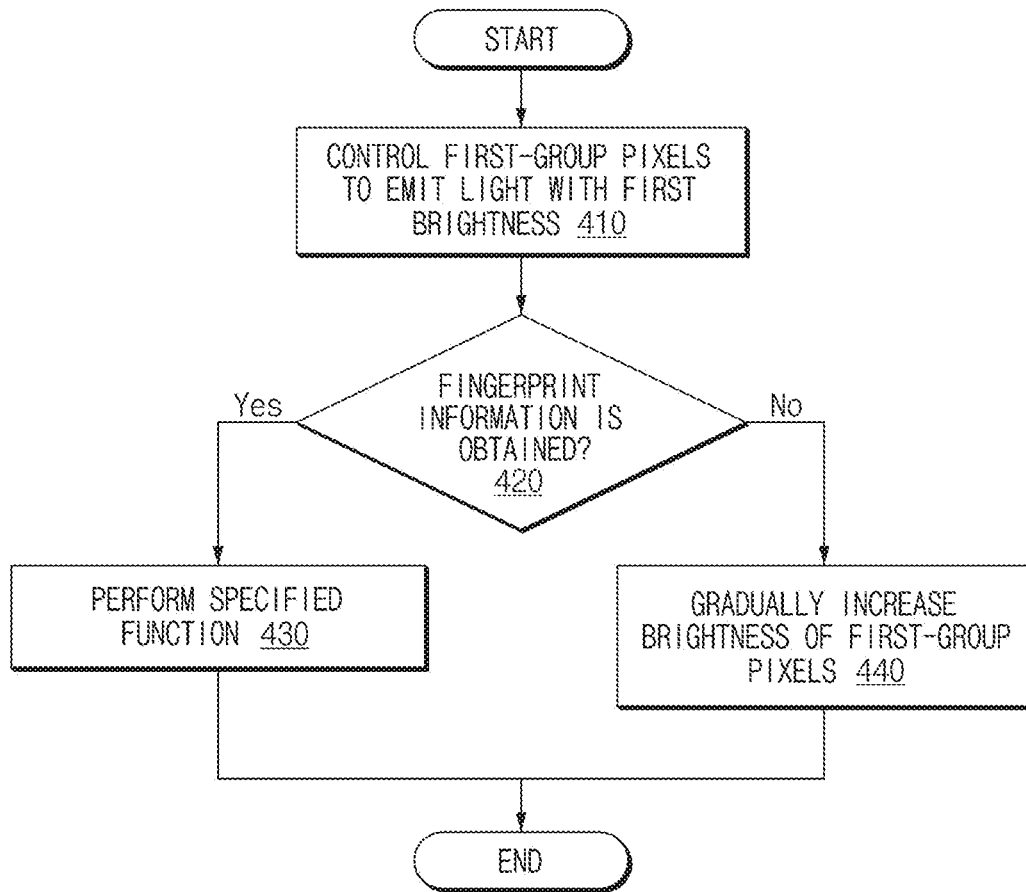 START
CONTROL FIRST-GROUP PIXELS
TO EMIT LIGHT WITH FIRST
BRIGHTNESS 410
FINGERPRINT
INFORMATION IS
OBTAINED?
420
Yes
No
PERFORM SPECIFIED
FUNCTION 430
GRADUALLY INCREASE
BRIGHTNESS OF FIRST-GROUP
PIXELS 440
END